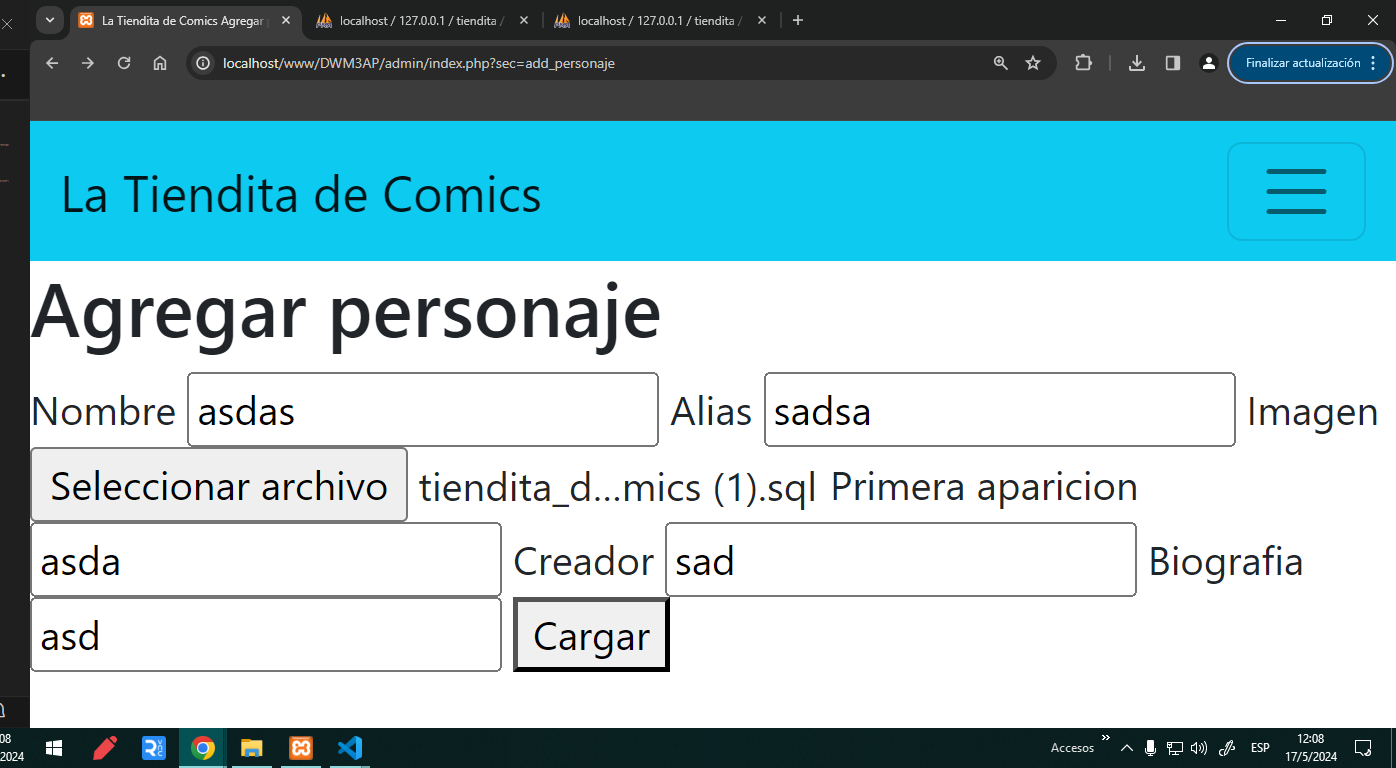 La Tiendita de Comics Agregar
localhost / 127.0.0.1 / tiendita /
localhost / 127.0.0.1 / tiendita /
localhost/www/DWM3AP/admin/index.php?sec=add_personaje
Finalizar actualización
La Tiendita de Comics
Agregar personaje
Nombre asdas Alias sadsa Imagen
Seleccionar archivo tiendita_d...mics (1).sql Primera aparicion
asda Creador sad Biografia
asd Cargar
08
2024
Accesos
ESP
12:08
17/5/2024